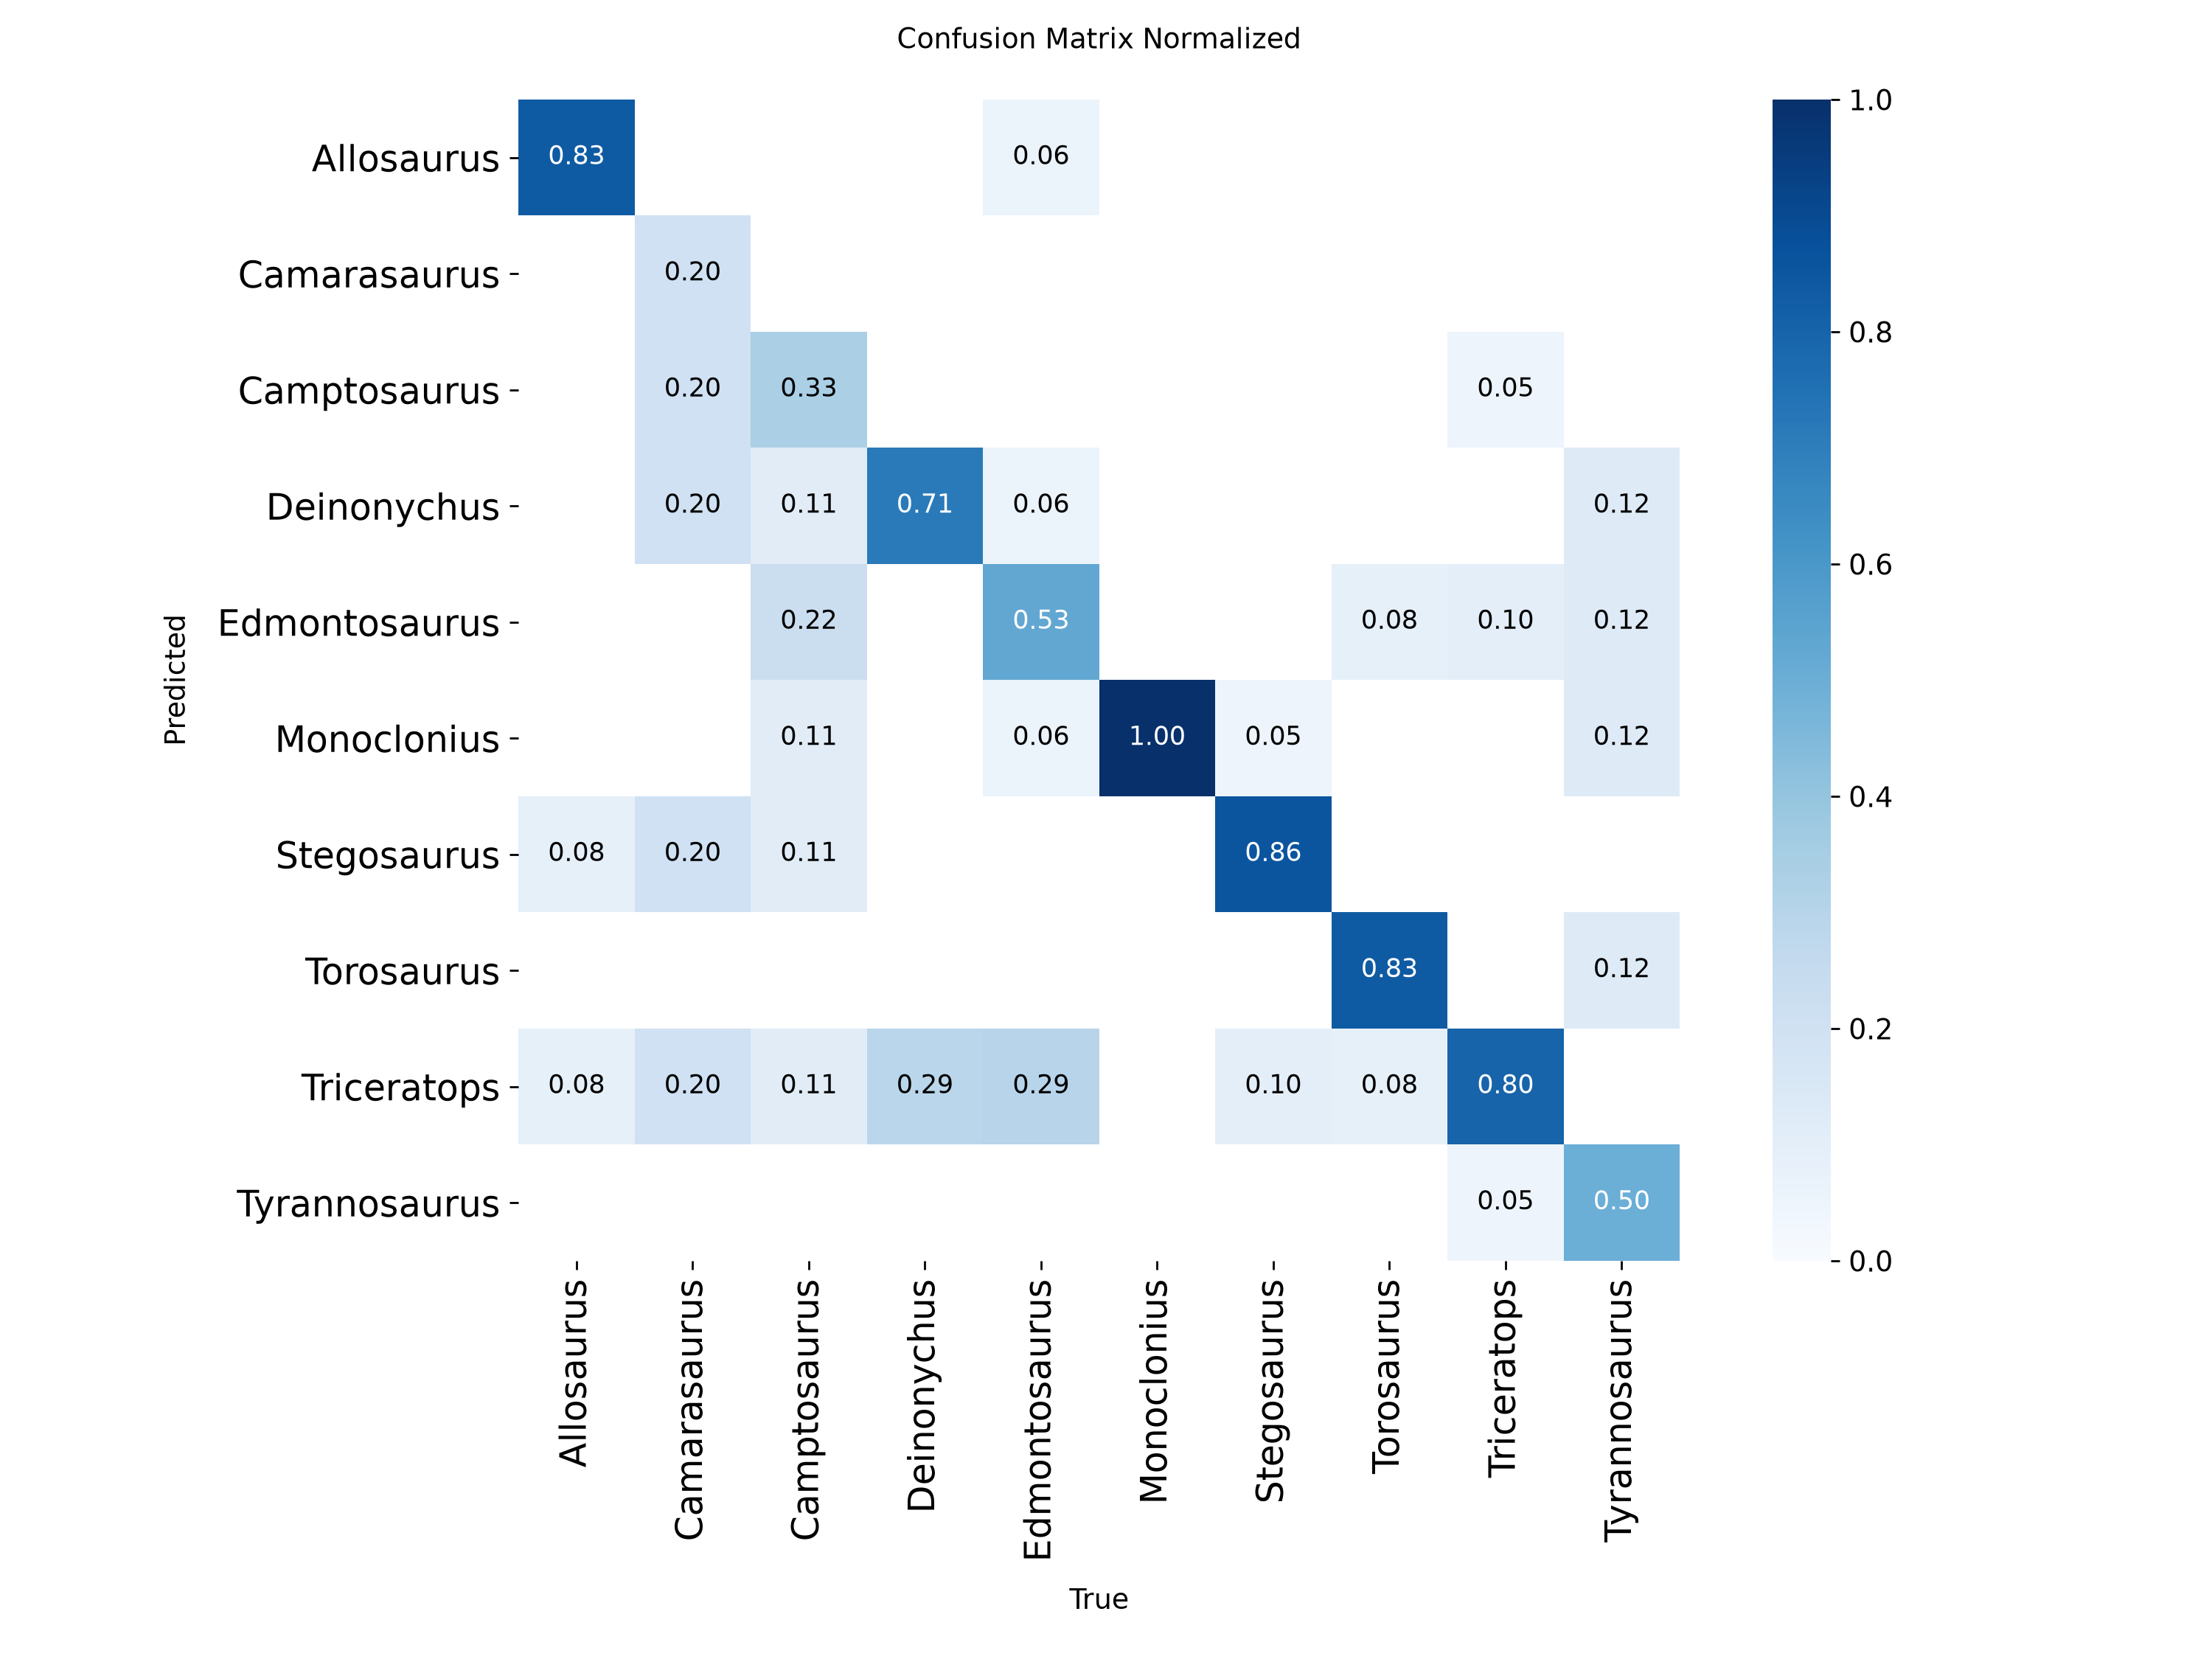 Confusion Matrix Normalized
1.0
Allosaurus 0.83 0.06
Camarasaurus 0.20
0.8
Camptosaurus 0.20 0.33 0.05
Deinonychus 0.20 0.11 0.71 0.06 0.12
0.6
Edmontosaurus 0.22 0.53 0.08 0.10 0.12
Predicted
Monoclonius 0.11 0.06 1.00 0.05 0.12
0.4
Stegosaurus 0.08 0.20 0.11 0.86
Torosaurus 0.83 0.12
0.2
Triceratops 0.08 0.20 0.11 0.29 0.29 0.10 0.08 0.80
Tyrannosaurus 0.05 0.50
0.0
Allosaurus
Camarasaurus
Camptosaurus
Deinonychus
Edmontosaurus
Monoclonius
Stegosaurus
Torosaurus
Triceratops
Tyrannosaurus
True